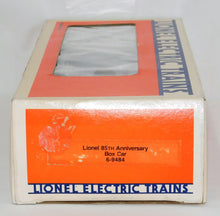 Lionel 85TH Anniversary
Box Car
6-9484
LIONEL ELECTRIC TRAINS